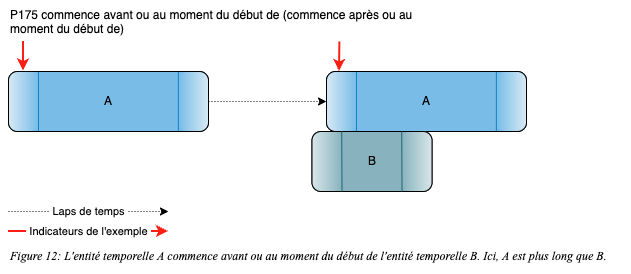 P175 commence avant ou au moment du début de (commence après ou au
moment du début de)
A
A
B
Laps de temps
Indicateurs de l'exemple
Figure 12: L'entité temporelle A commence avant ou au moment du début de l'entité temporelle B. Ici, A est plus long que B.